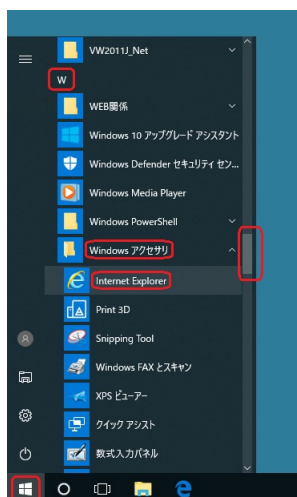 VW2011J_Net
W
WEB関係
Windows 10 アップグレード アシスタント
Windows Defender セキュリティ セン...
Windows Media Player
Windows PowerShell
Windows アクセサリ
Internet Explorer
Print 3D
Snipping Tool
Windows FAX とスキャン
XPS ビューアー
クイック アシスト
数式入力パネル